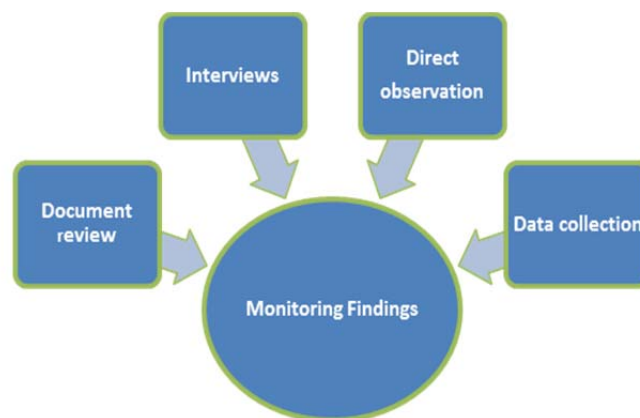 Interviews
Direct
observation
Document
review
Data collection
Monitoring Findings